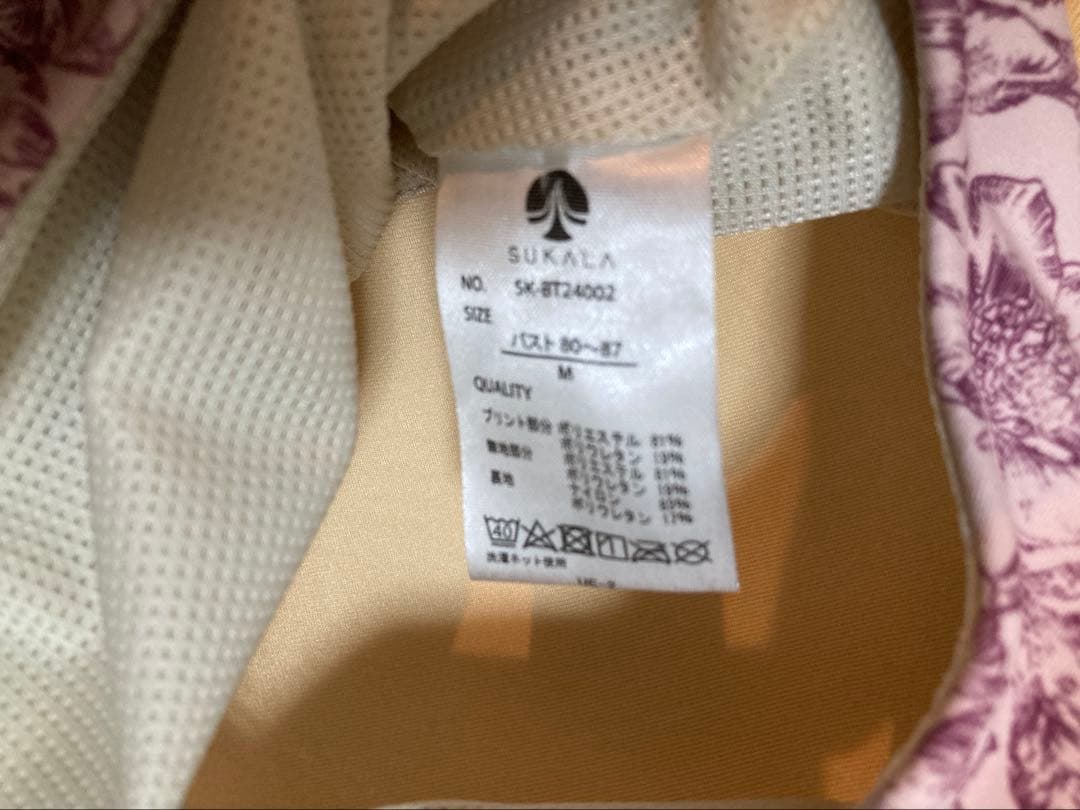 SUKALA
NO. SK-BT24002
SIZE
バスト 80～87
M
QUALITY
プリント部分 ポリエステル 81%
ポリウレタン 19%
無地部分 ポリエステル 81%
ポリウレタン 19%
裏地 ナイロン
ポリウレタン
40
洗濯ネット使用